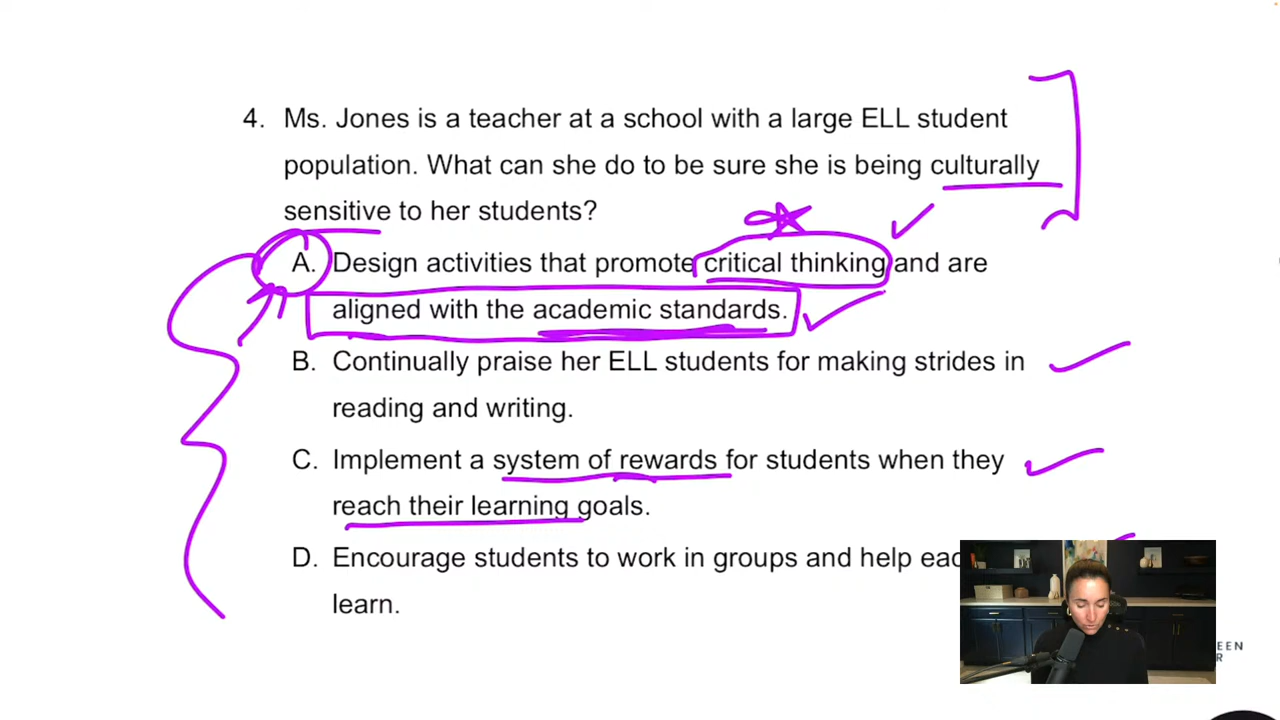 4. Ms. Jones is a teacher at a school with a large ELL student
population. What can she do to be sure she is being culturally
sensitive to her students?
A. Design activities that promote critical thinking and are
aligned with the academic standards.
B. Continually praise her ELL students for making strides in
reading and writing.
C. Implement a system of rewards for students when they
reach their learning goals.
D. Encourage students to work in groups and help
learn.